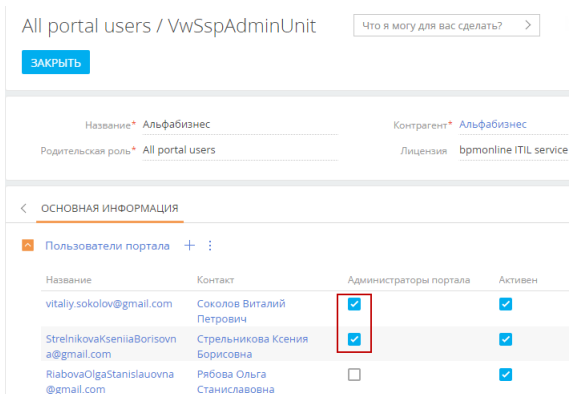 All portal users / VwSspAdminUnit
Что я могу для вас сделать?
ЗАКРЫТЬ
Название* Альфабизнес
Контрагент* Альфабизнес
Родительская роль* All portal users
Лицензия bpmonline ITIL service
ОСНОВНАЯ ИНФОРМАЦИЯ
Пользователи портала
Название Контакт Администраторы портала Активен
vitaliy.sokolov@gmail.com Соколов Виталий
Петрович
StrelnikovaKseniiaBorisovn Стрельникова Ксения
a@gmail.com Борисовна
RiabovaOlgaStanislauovna Рябова Ольга
@gmail.com Станиславовна